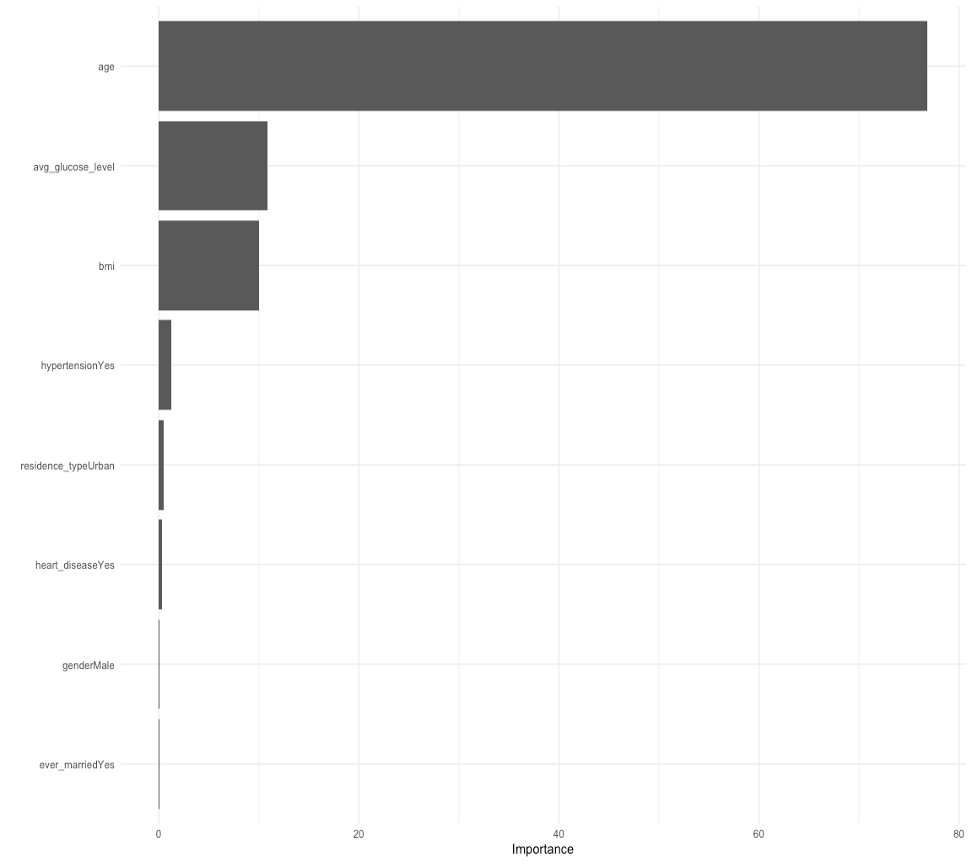 age
avg_glucose_level
bmi
hypertensionYes
residence_typeUrban
heart_diseaseYes
genderMale
ever_marriedYes
0 20 40 60 80
Importance